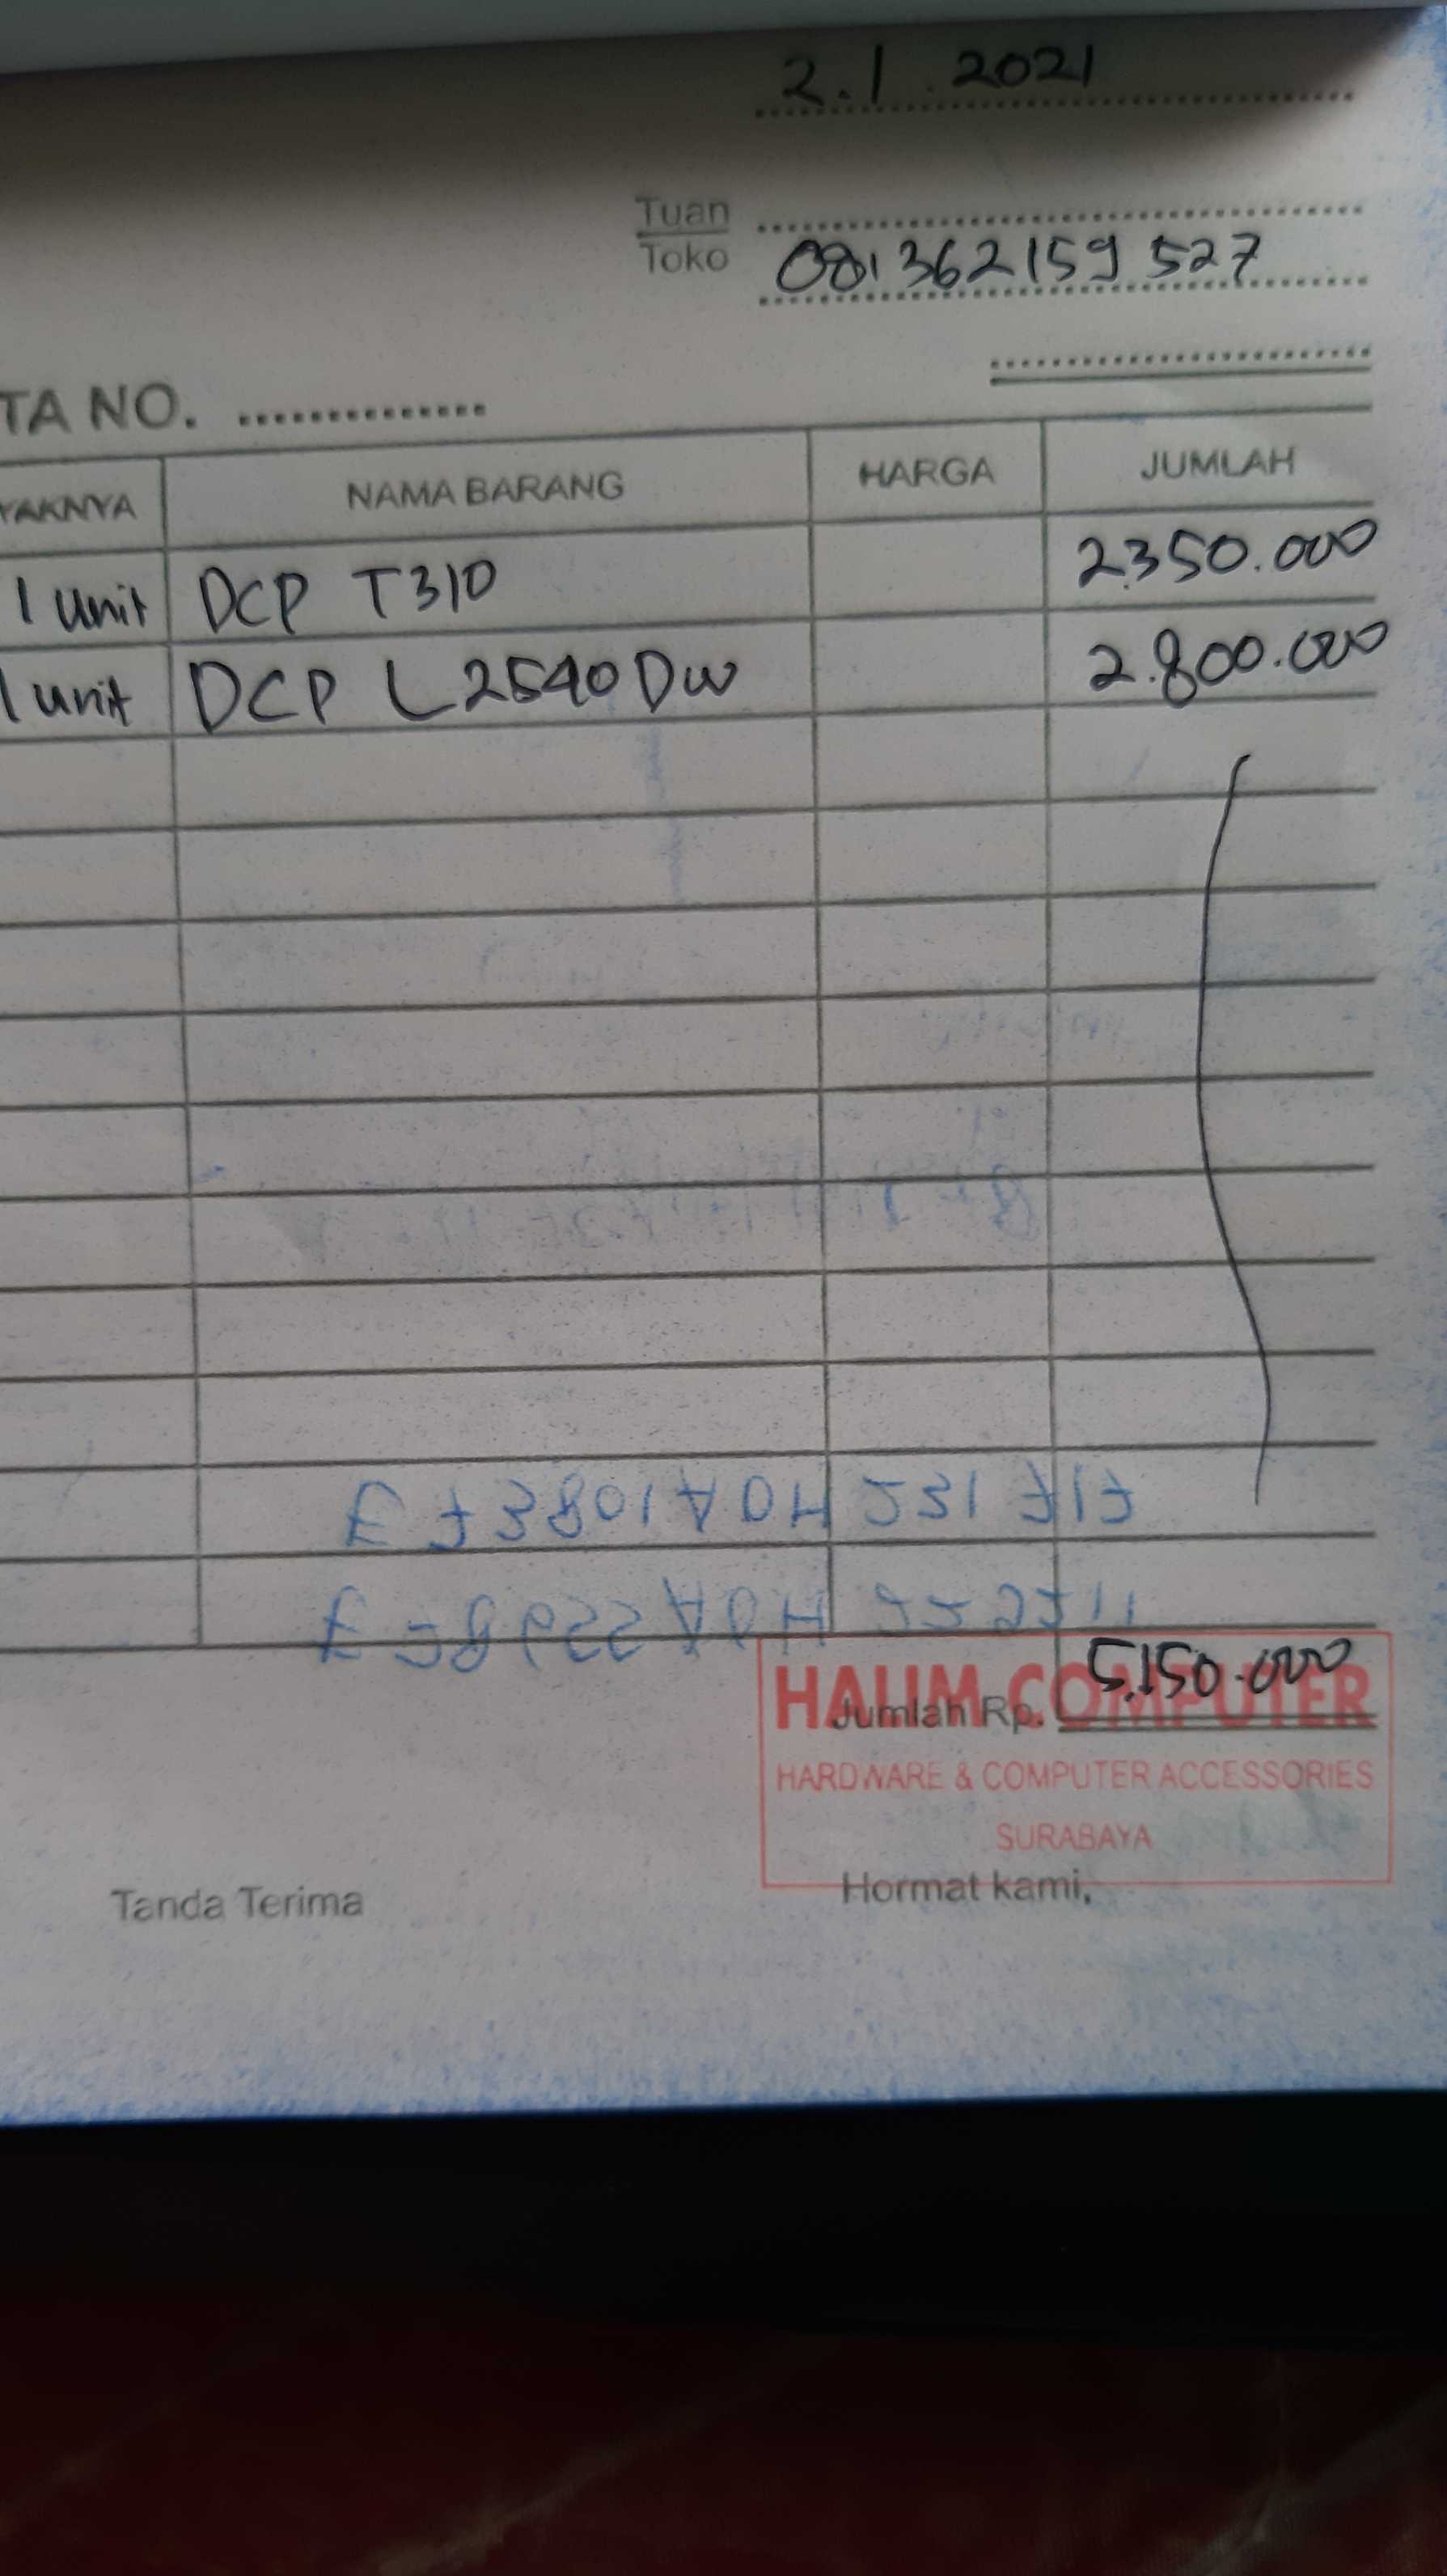 2.1.2021
Tuan
Toko 081362159527
TA NO. ..............
YAKNYA NAMA BARANG HARGA JUMLAH
1 unit DCP T310 2.350.000
1 unit DCP L2540 DW 2.800.000
Jumlah Rp. 5.150.000
HALIM COMPUTER
HARDWARE & COMPUTER ACCESSORIES
SURABAYA
Tanda Terima Hormat kami,